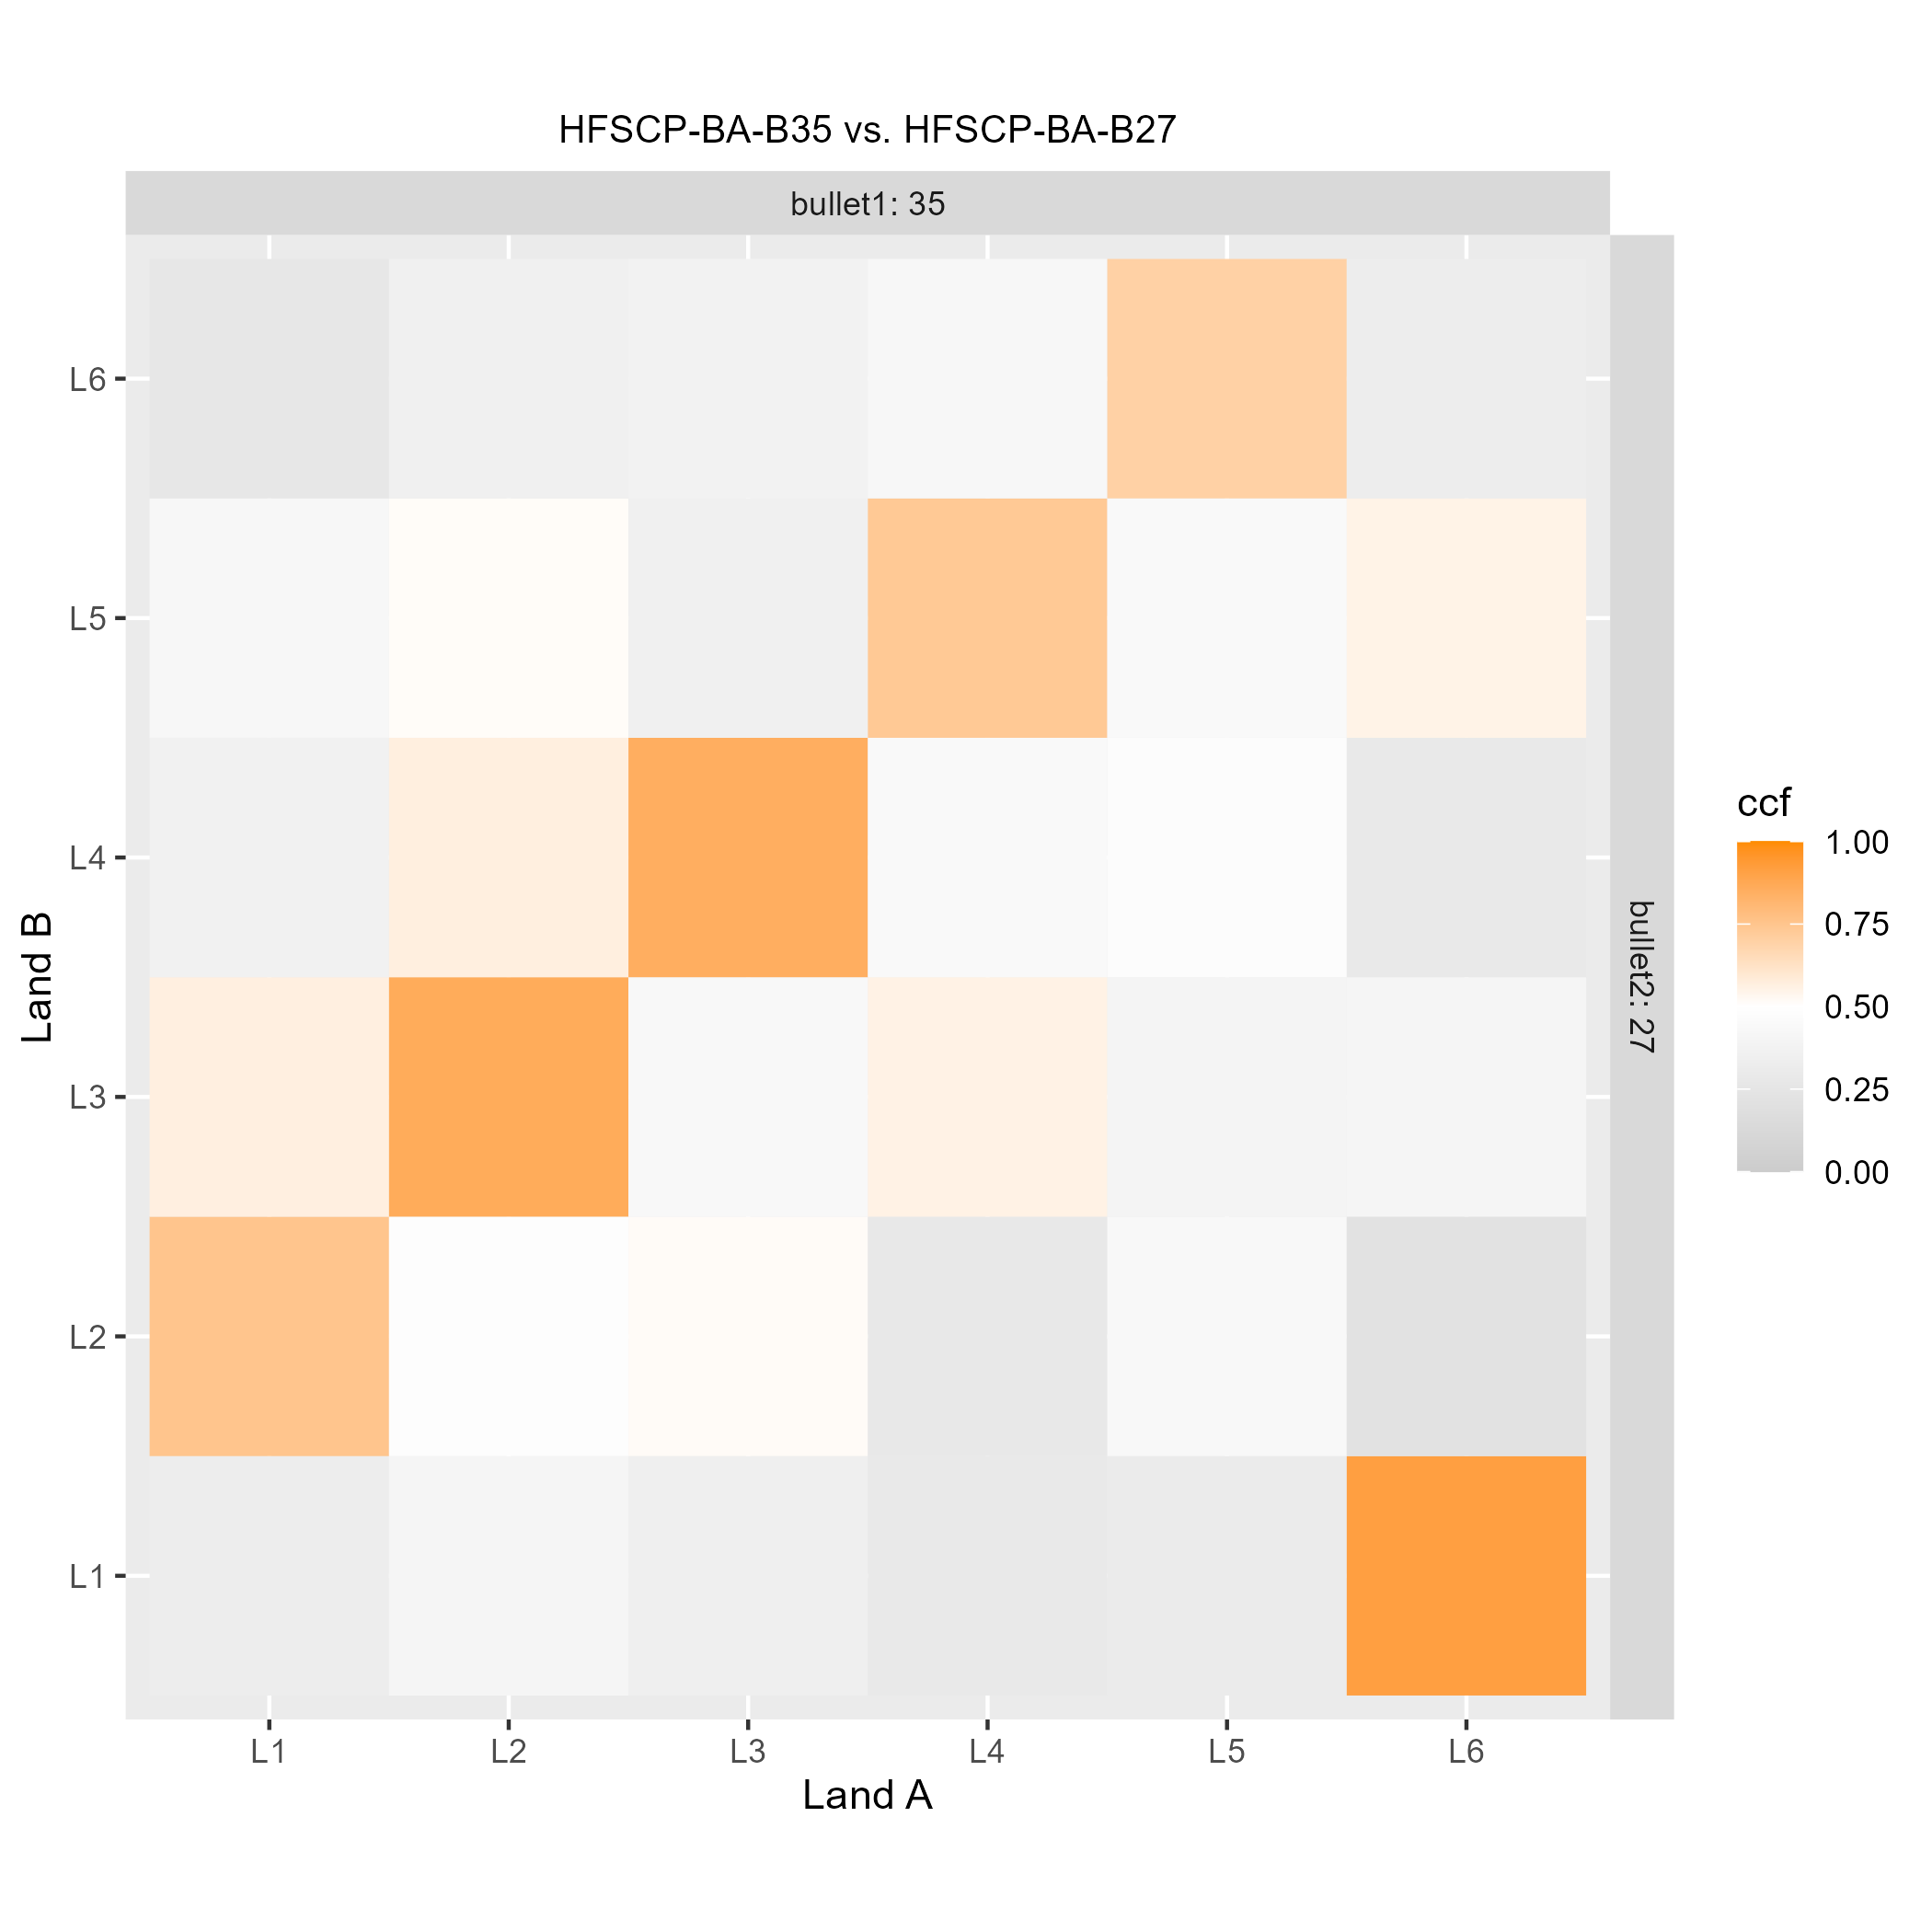 HFSCP-BA-B35 vs. HFSCP-BA-B27
bullet1: 35
L6
L5
L4
L3
L2
L1
Land B
bullet2: 27
ccf
1.00
0.75
0.50
0.25
0.00
L1 L2 L3 L4 L5 L6
Land A